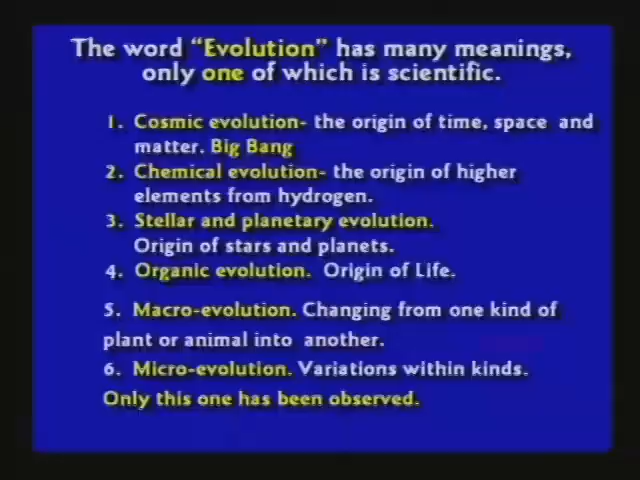 The word “Evolution” has many meanings,
only one of which is scientific.
1. Cosmic evolution- the origin of time, space and
matter. Big Bang
2. Chemical evolution- the origin of higher
elements from hydrogen.
3. Stellar and planetary evolution.
Origin of stars and planets.
4. Organic evolution. Origin of Life.
5. Macro-evolution. Changing from one kind of
plant or animal into another.
6. Micro-evolution. Variations within kinds.
Only this one has been observed.